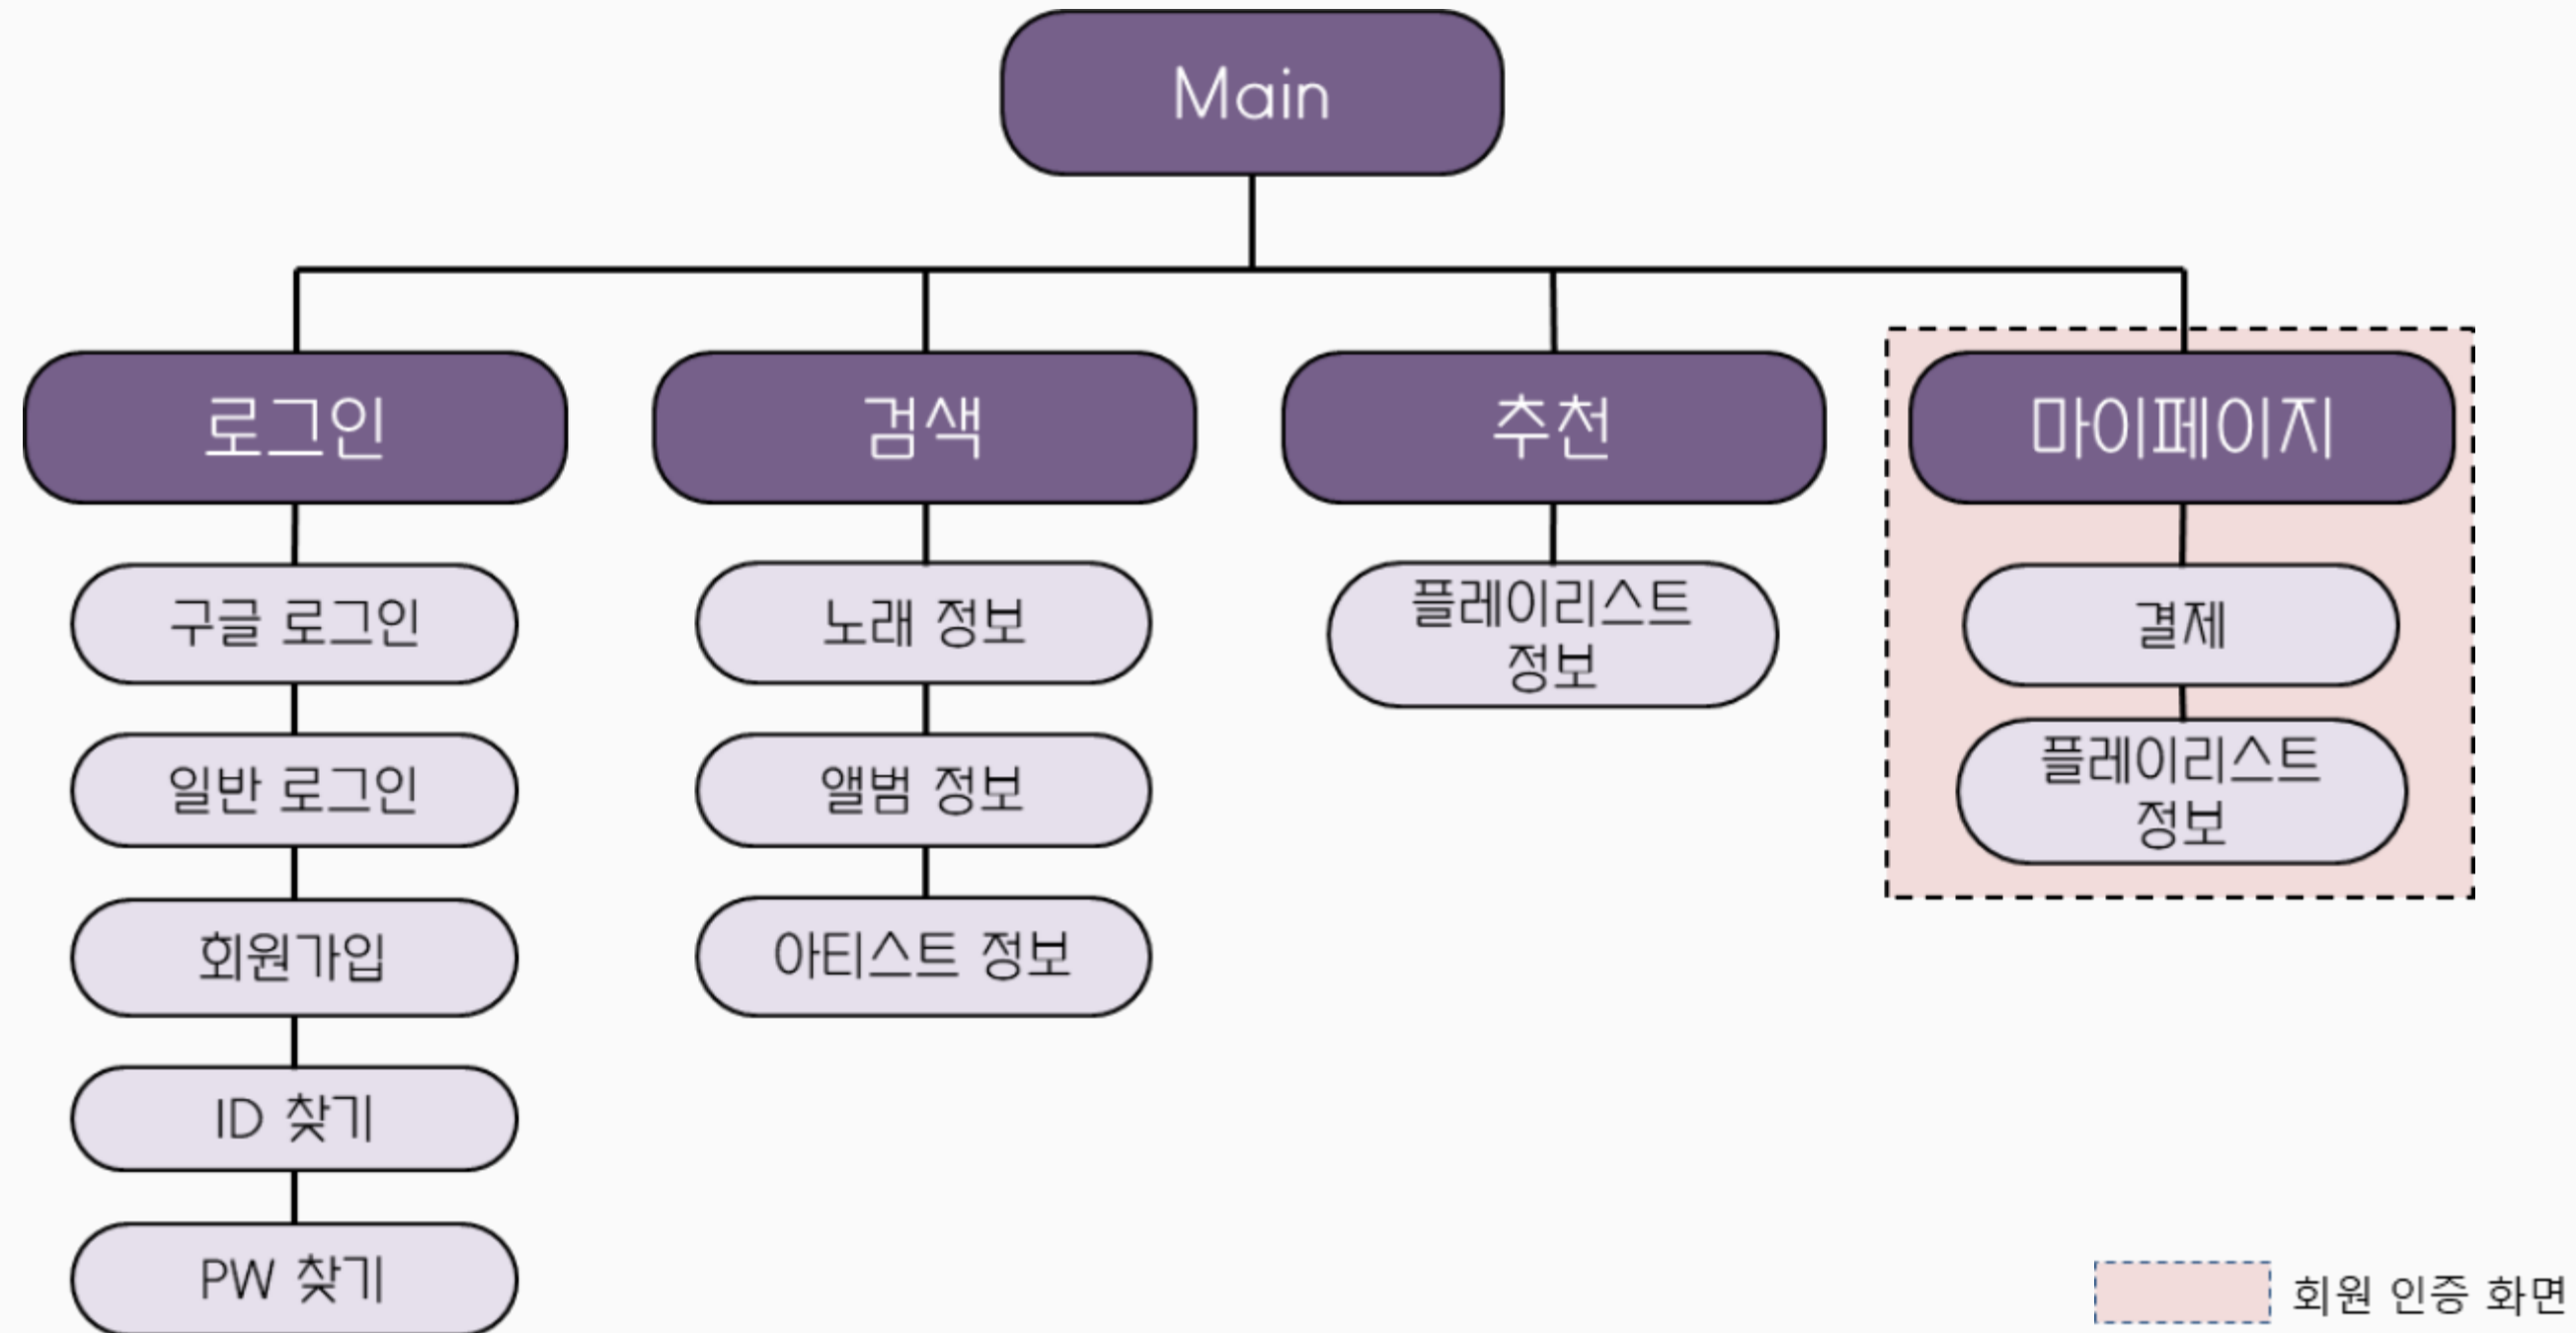 Main
로그인
검색
추천
마이페이지
구글 로그인
일반 로그인
회원가입
ID 찾기
PW 찾기
노래 정보
앨범 정보
아티스트 정보
플레이리스트
정보
결제
플레이리스트
정보
회원 인증 화면